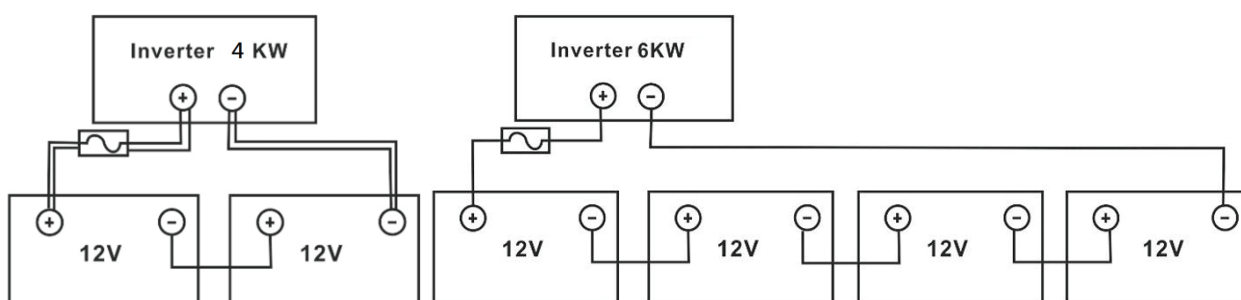 Inverter 4 KW
+ −
+ − + −
12V 12V
Inverter 6KW
+ −
+ − + − + − + −
12V 12V 12V 12V